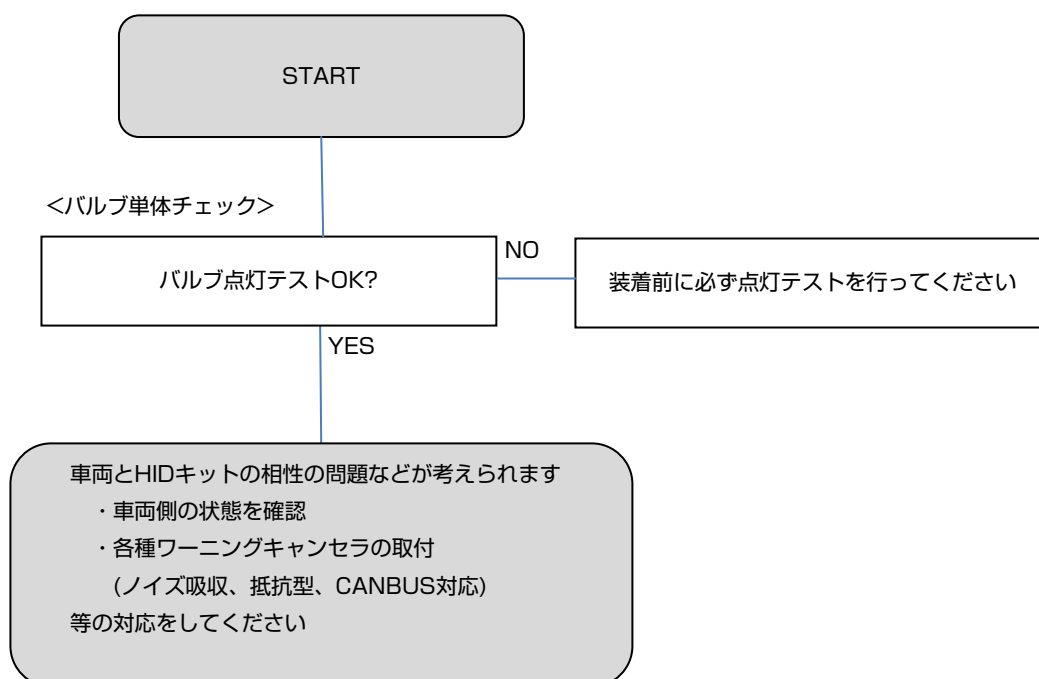 START
<バルブ単体チェック>
バルブ点灯テストOK?
NO
装着前に必ず点灯テストを行ってください
YES
車両とHIDキットの相性の問題などが考えられます
・車両側の状態を確認
・各種ワーニングキャンセラの取付
(ノイズ吸収、抵抗型、CANBUS対応)
等の対応をしてください